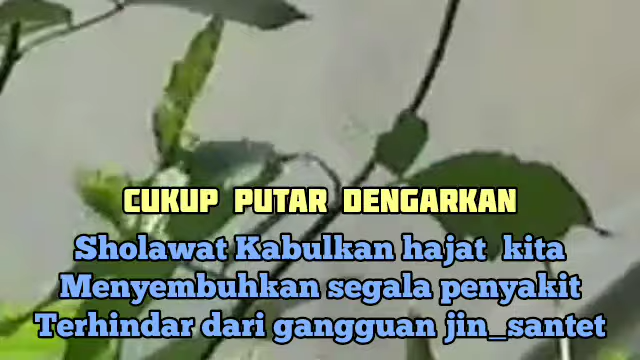 CUKUP PUTAR DENGARKAN
Sholawat Kabulkan hajat kita
Menyembuhkan segala penyakit
Terhindar dari gangguan jin_santet